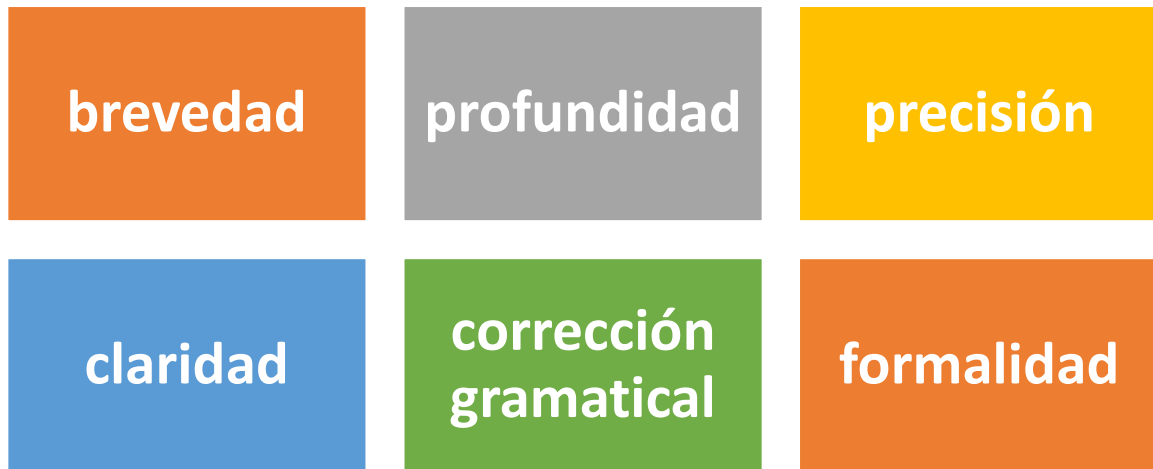 brevedad
profundidad
precisión
claridad
corrección
gramatical
formalidad